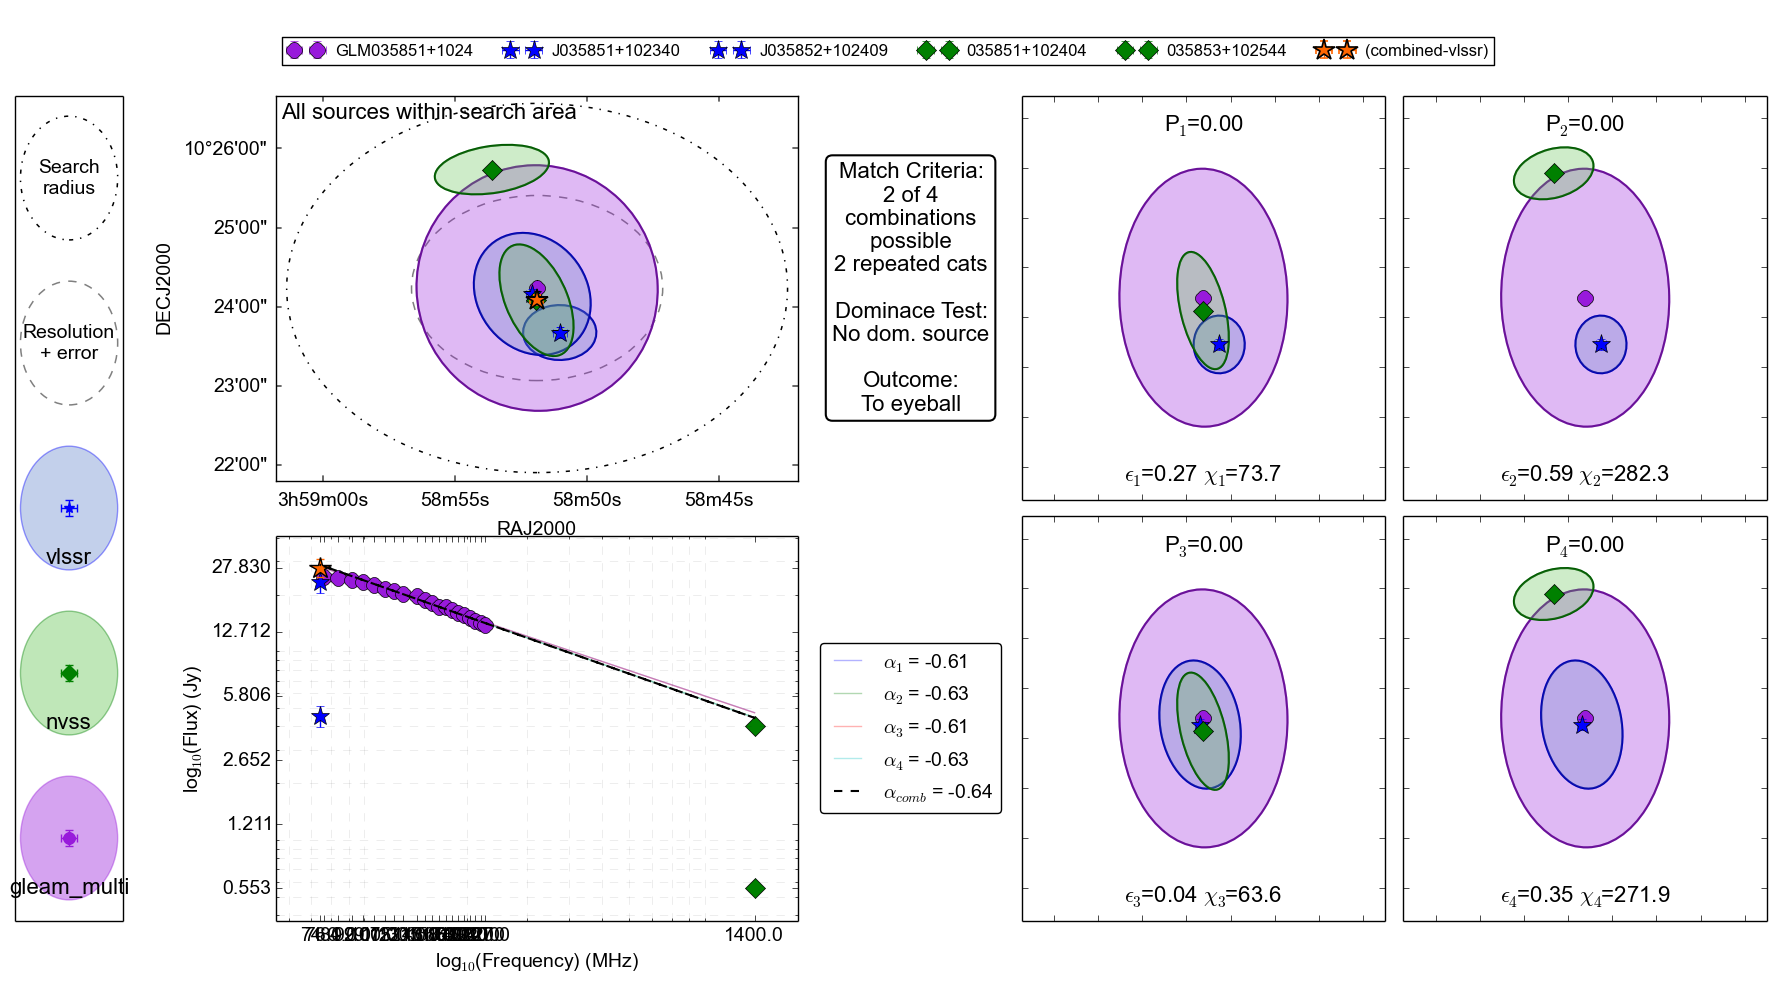 GLM035851+1024 J035851+102340 J035852+102409 035851+102404 035853+102544 (combined-vlssr)
Search
radius
Resolution
+ error
vlssr
nvss
gleam_multi
All sources within search area
DECJ2000
10°26'00"
25'00"
24'00"
23'00"
22'00"
3h59m00s 58m55s 58m50s 58m45s
RAJ2000
Match Criteria:
2 of 4
combinations
possible
2 repeated cats
Dominace Test:
No dom. source
Outcome:
To eyeball
log10(Flux) (Jy)
27.830
12.712
5.806
2.652
1.211
0.553
1400.0
log10(Frequency) (MHz)
α1 = -0.61
α2 = -0.63
α3 = -0.61
α4 = -0.63
αcomb = -0.64
P1=0.00
ϵ1=0.27 χ1=73.7
P2=0.00
ϵ2=0.59 χ2=282.3
P3=0.00
ϵ3=0.04 χ3=63.6
P4=0.00
ϵ4=0.35 χ4=271.9